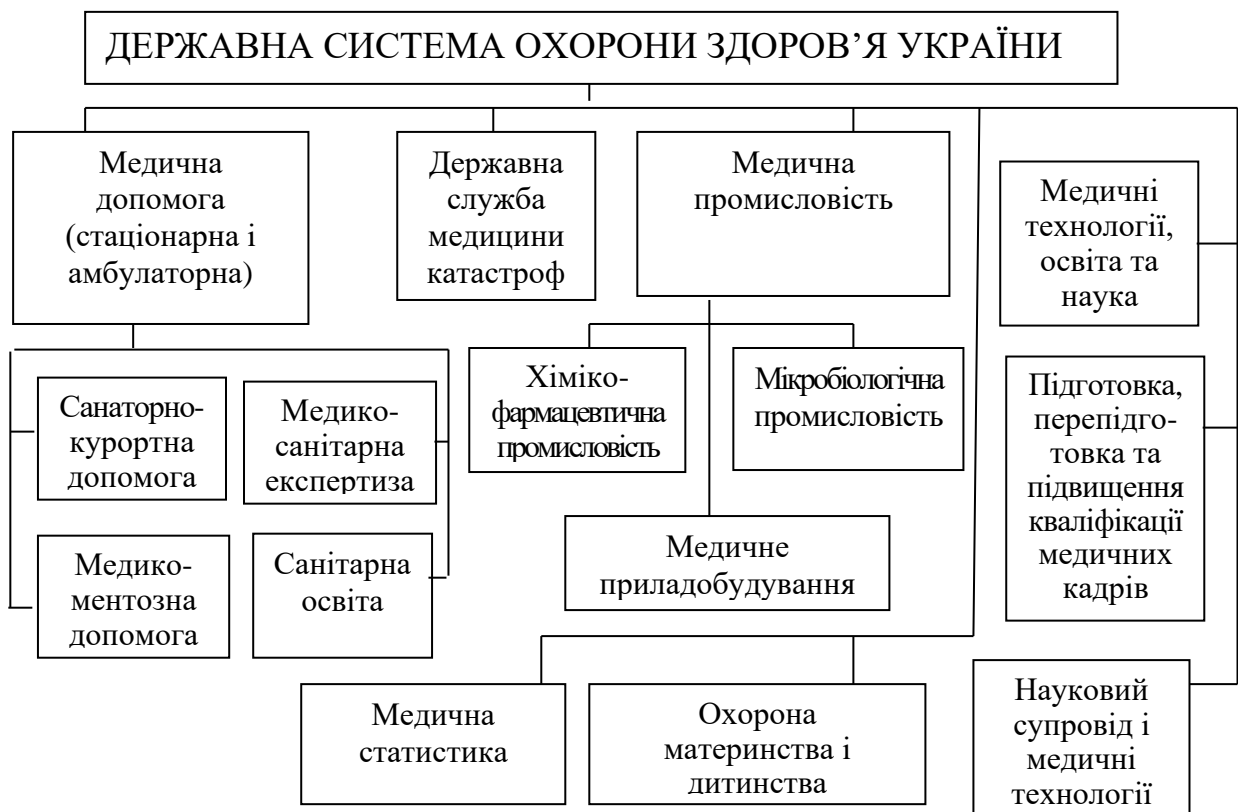 ДЕРЖАВНА СИСТЕМА ОХОРОНИ ЗДОРОВ’Я УКРАЇНИ
Медична
допомога
(стаціонарна і
амбулаторна)
Державна
служба
медицини
катастроф
Медична
промисловість
Медичні
технології,
освіта та
наука
Санаторно-
курортна
допомога
Медико-
санітарна
експертиза
Хіміко-
фармацевтична
промисловість
Мікробіологічна
промисловість
Підготовка,
перепідго-
товка та
підвищення
кваліфікації
медичних
кадрів
Медико-
ментозна
допомога
Санітарна
освіта
Медичне
приладобудування
Медична
статистика
Охорона
материнства і
дитинства
Науковий
супровід і
медичні
технології